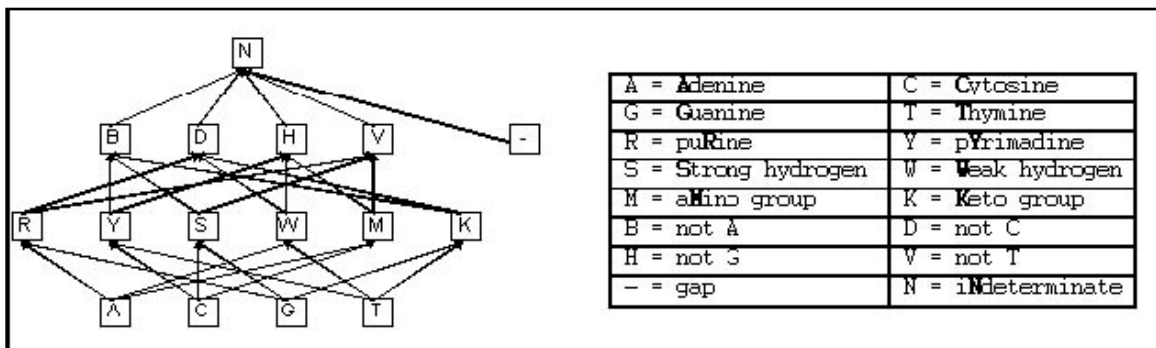 N
B D H V -
R Y S W M K
A C G T
A = Adenine C = Cytosine
G = Guanine T = Thymine
R = puRine Y = pYrimadine
S = Strong hydrogen W = Weak hydrogen
M = aMino group K = Keto group
B = not A D = not C
H = not G V = not T
- = gap N = iNdeterminate